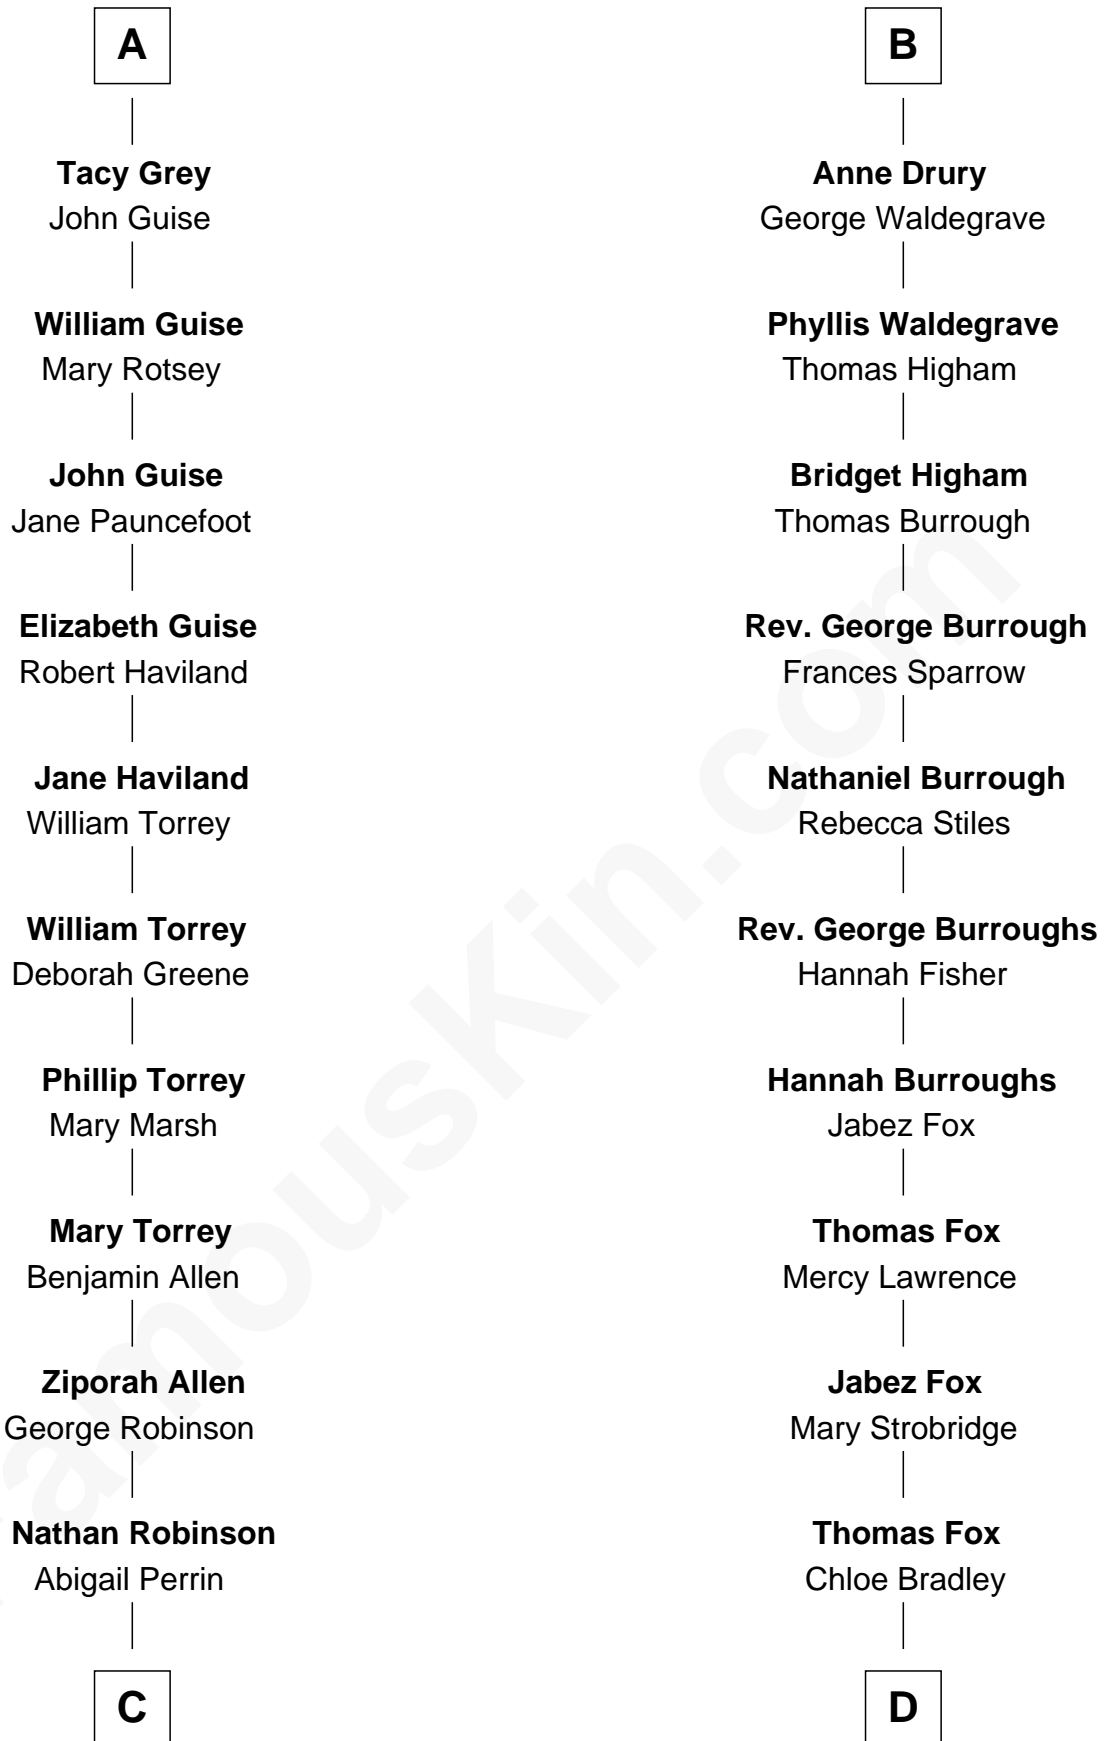 A
Tacy Grey
John Guise
William Guise
Mary Rotsey
John Guise
Jane Pauncefoot
Elizabeth Guise
Robert Haviland
Jane Haviland
William Torrey
William Torrey
Deborah Greene
Phillip Torrey
Mary Marsh
Mary Torrey
Benjamin Allen
Ziporah Allen
George Robinson
Nathan Robinson
Abigail Perrin
C
B
Anne Drury
George Waldegrave
Phyllis Waldegrave
Thomas Higham
Bridget Higham
Thomas Burrough
Rev. George Burrough
Frances Sparrow
Nathaniel Burrough
Rebecca Stiles
Rev. George Burroughs
Hannah Fisher
Hannah Burroughs
Jabez Fox
Thomas Fox
Mercy Lawrence
Jabez Fox
Mary Strobridge
Thomas Fox
Chloe Bradley
D
famousKin.com